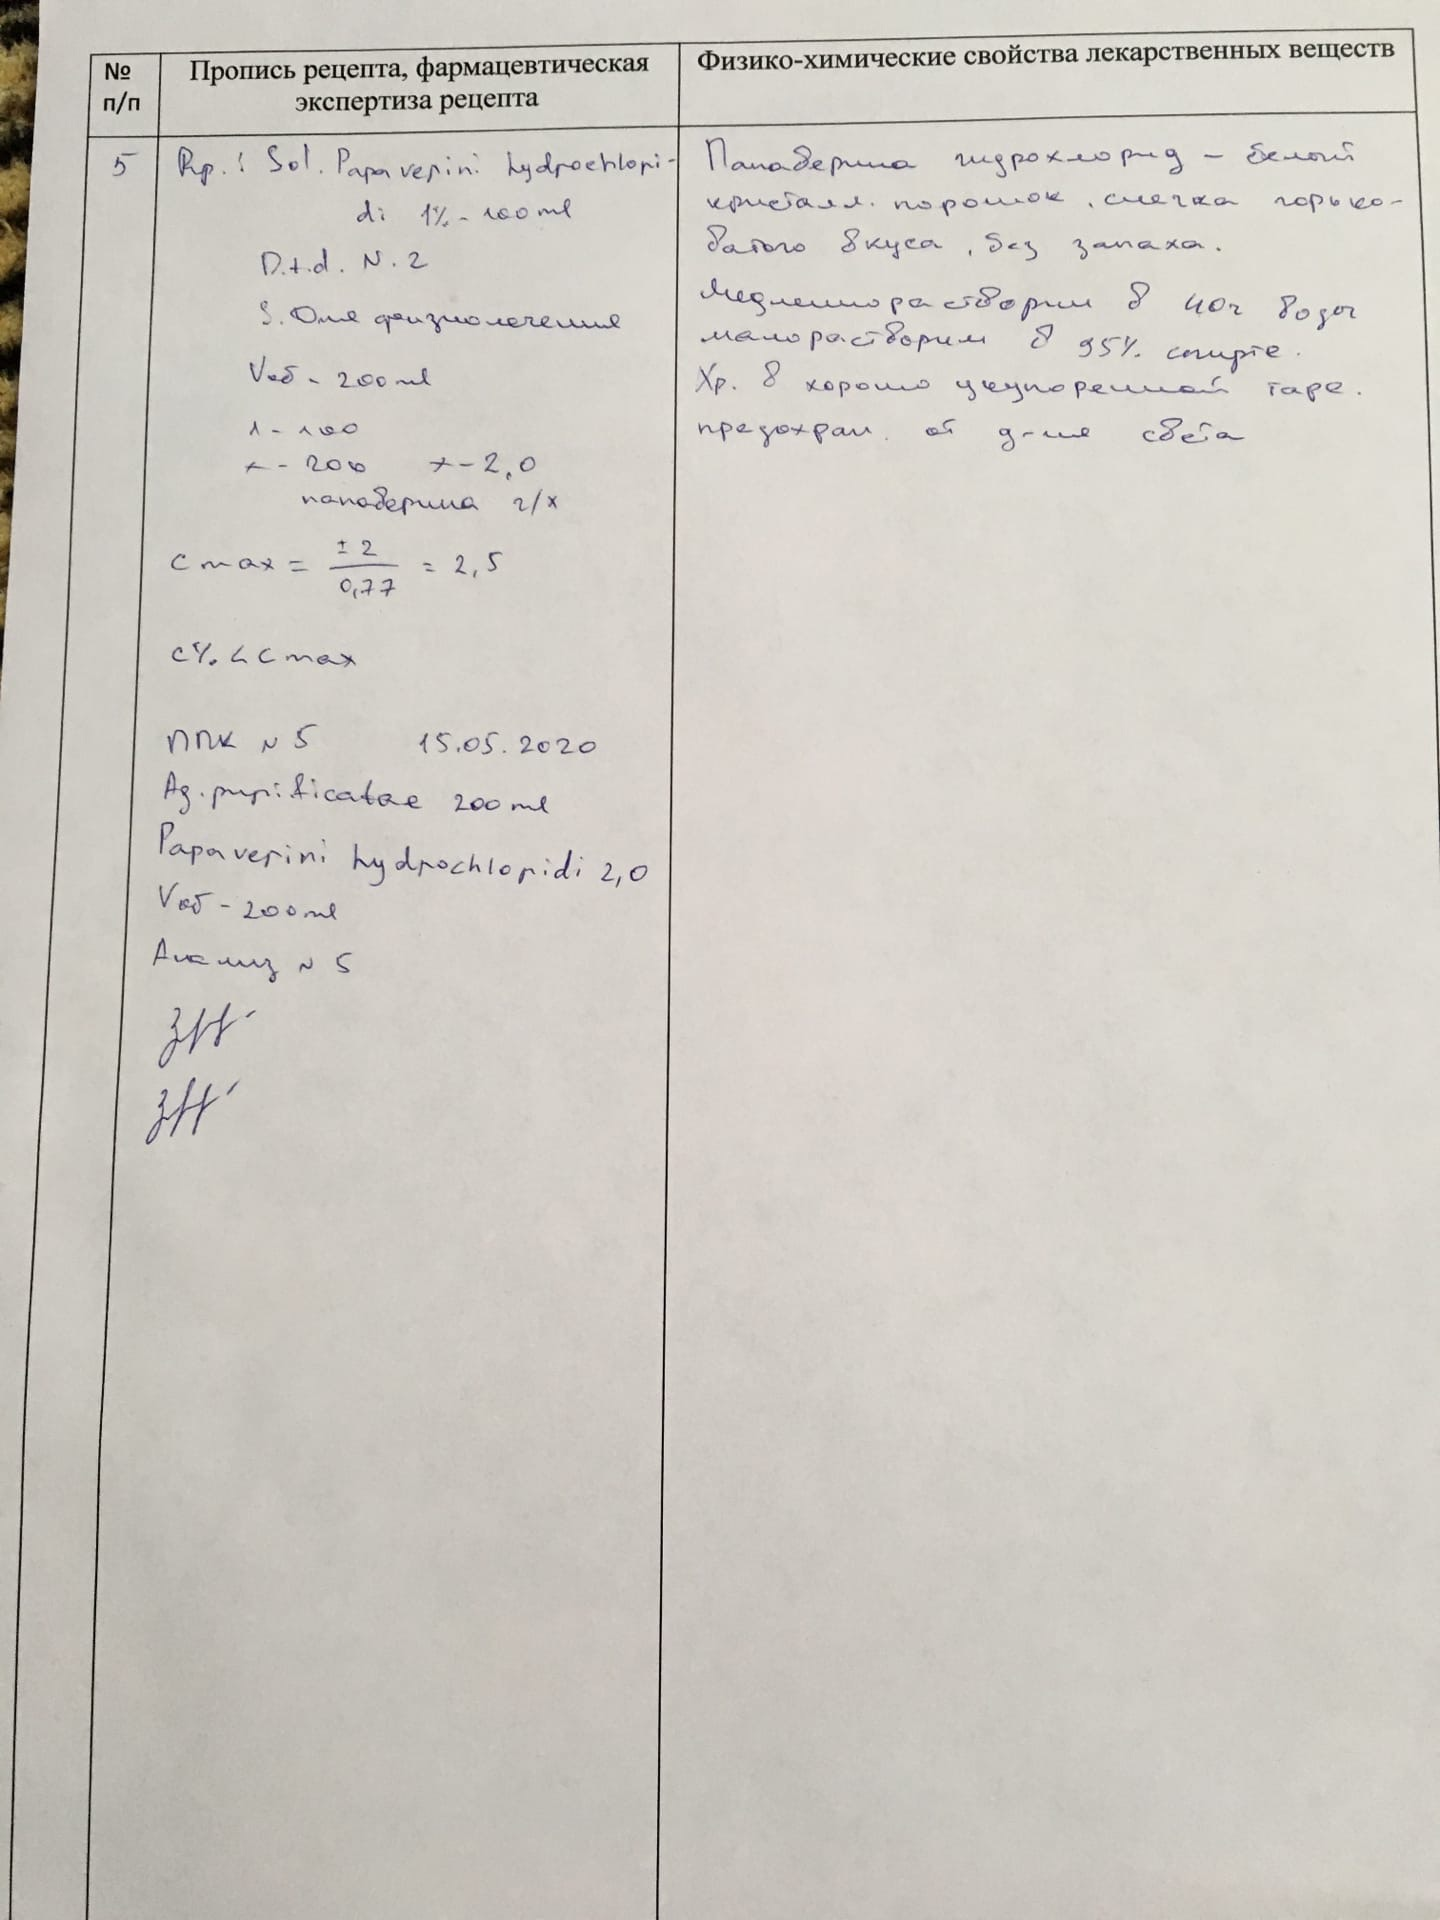 № п/п
Пропись рецепта, фармацевтическая
экспертиза рецепта
Физико-химические свойства лекарственных веществ
5
Rp.: Sol. Papaverini hydrochlori-
di 1% - 100 ml
D.t.d. N. 2
S. Для физиолечения
Vоб - 200 ml
1 - 100
x - 200 x - 2,0
папаверина г/х
C max = ± 2 / 0,77 = 2,5
C% < C max
ППК N 5 15.05.2020
Aq. purificatae 200 ml
Papaverini hydrochloridi 2,0
Vоб - 200 ml
Анализ N 5
Папаверина гидрохлорид - белый
кристалл. порошок, слегка горько-
ватого вкуса, без запаха.
Медленнорастворим в 40ч воды
малорастворим в 95% спирте.
Хр. в хорошо укупоренной таре.
предохран. от д-ия света